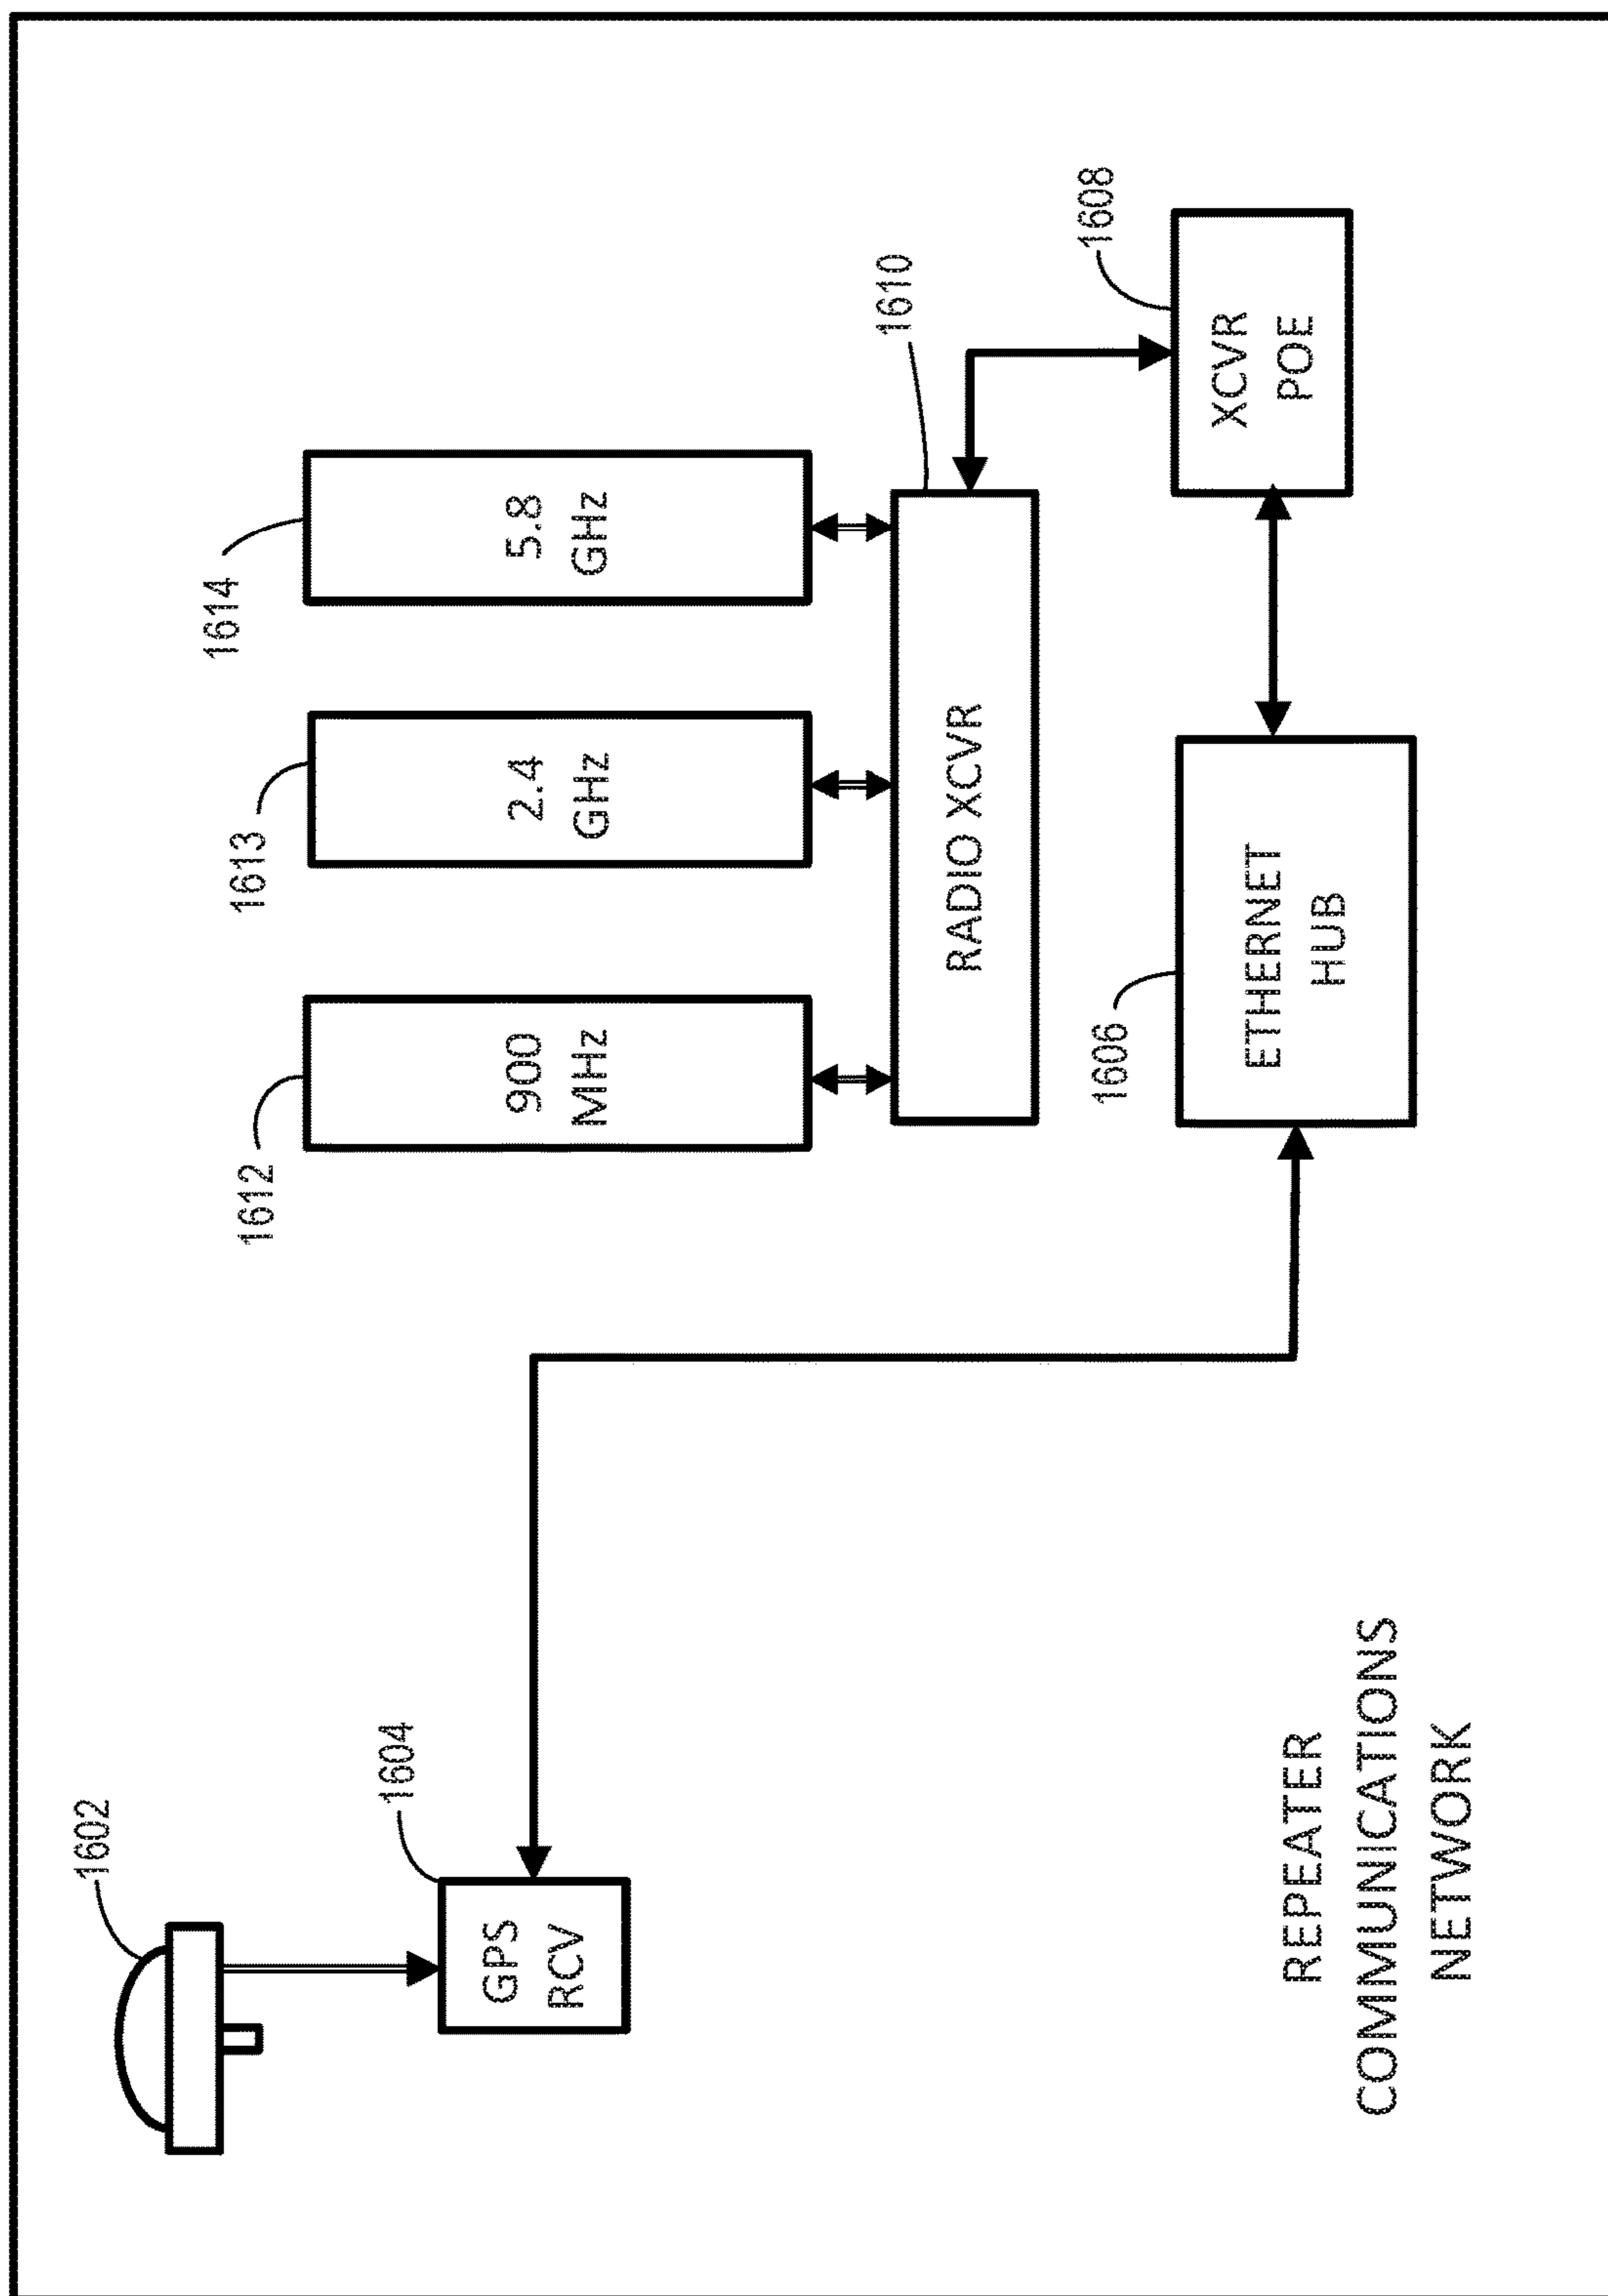 1602
1604
GPS
RCV
1612
900
MHz
1613
2.4
GHz
1614
5.8
GHz
1610
RADIO XCVR
1606
ETHERNET
HUB
1608
XCVR
POE
REPEATER
COMMUNICATIONS
NETWORK